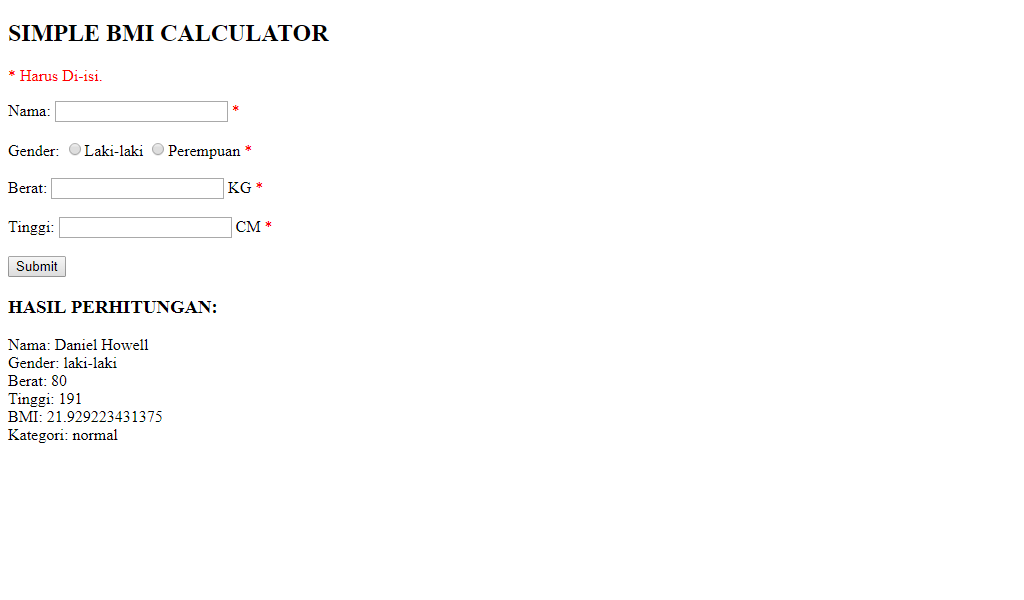 SIMPLE BMI CALCULATOR
* Harus Di-isi.
Nama: *
Gender: Laki-laki Perempuan *
Berat: KG *
Tinggi: CM *
Submit
HASIL PERHITUNGAN:
Nama: Daniel Howell
Gender: laki-laki
Berat: 80
Tinggi: 191
BMI: 21.929223431375
Kategori: normal